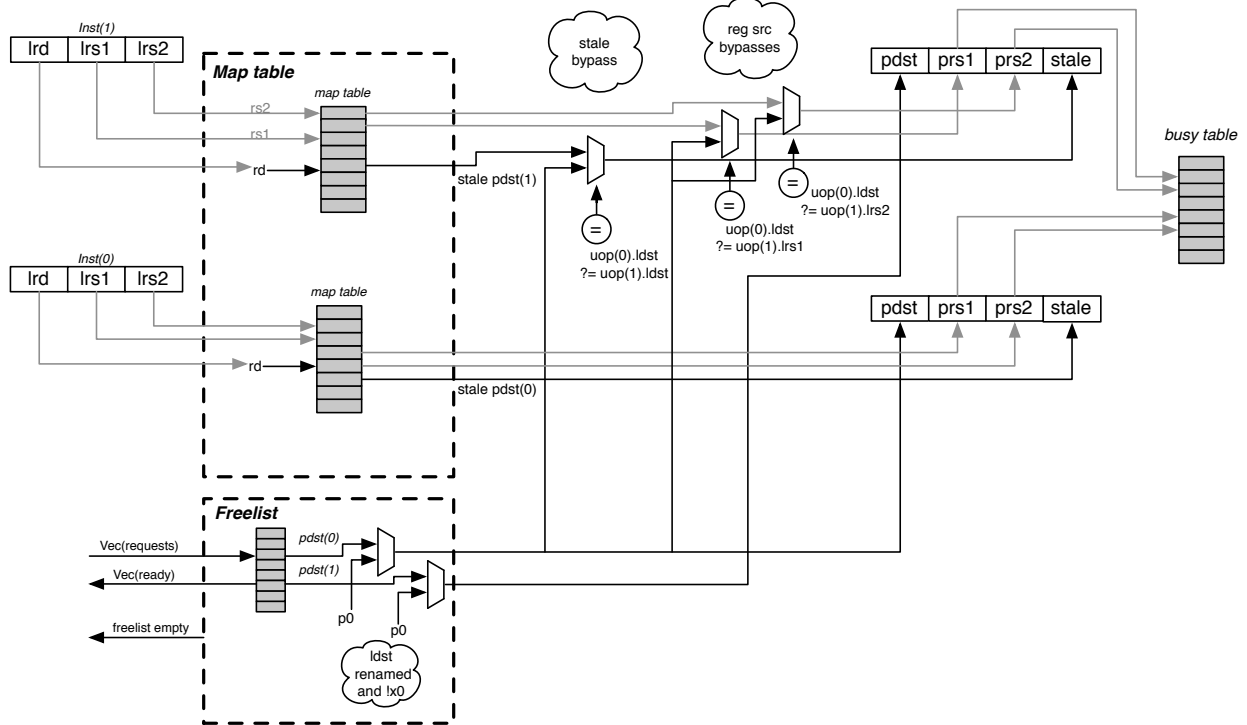 Inst(1)
lrd lrs1 lrs2
Map table
map table
rs2
rs1
rd
stale pdst(1)
stale
bypass
reg src
bypasses
=
uop(0).ldst
?= uop(1).ldst
=
uop(0).ldst
?= uop(1).lrs1
=
uop(0).ldst
?= uop(1).lrs2
pdst prs1 prs2 stale
busy table
Inst(0)
lrd lrs1 lrs2
map table
rd
stale pdst(0)
pdst prs1 prs2 stale
Freelist
Vec(requests)
Vec(ready)
freelist empty
pdst(0)
pdst(1)
p0
p0
ldst
renamed
and !x0